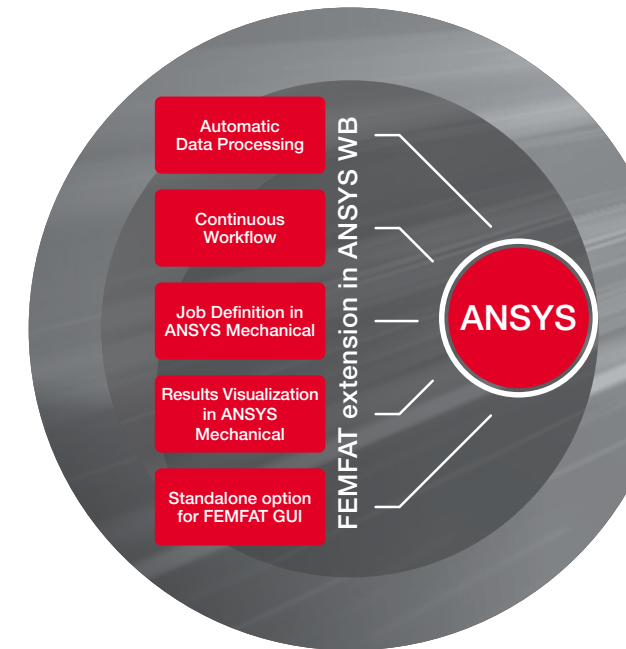 Automatic
Data Processing
Continuous
Workflow
Job Definition in
ANSYS Mechanical
Results Visualization
in ANSYS
Mechanical
Standalone option
for FEMFAT GUI
FEMFAT extension in ANSYS WB
ANSYS